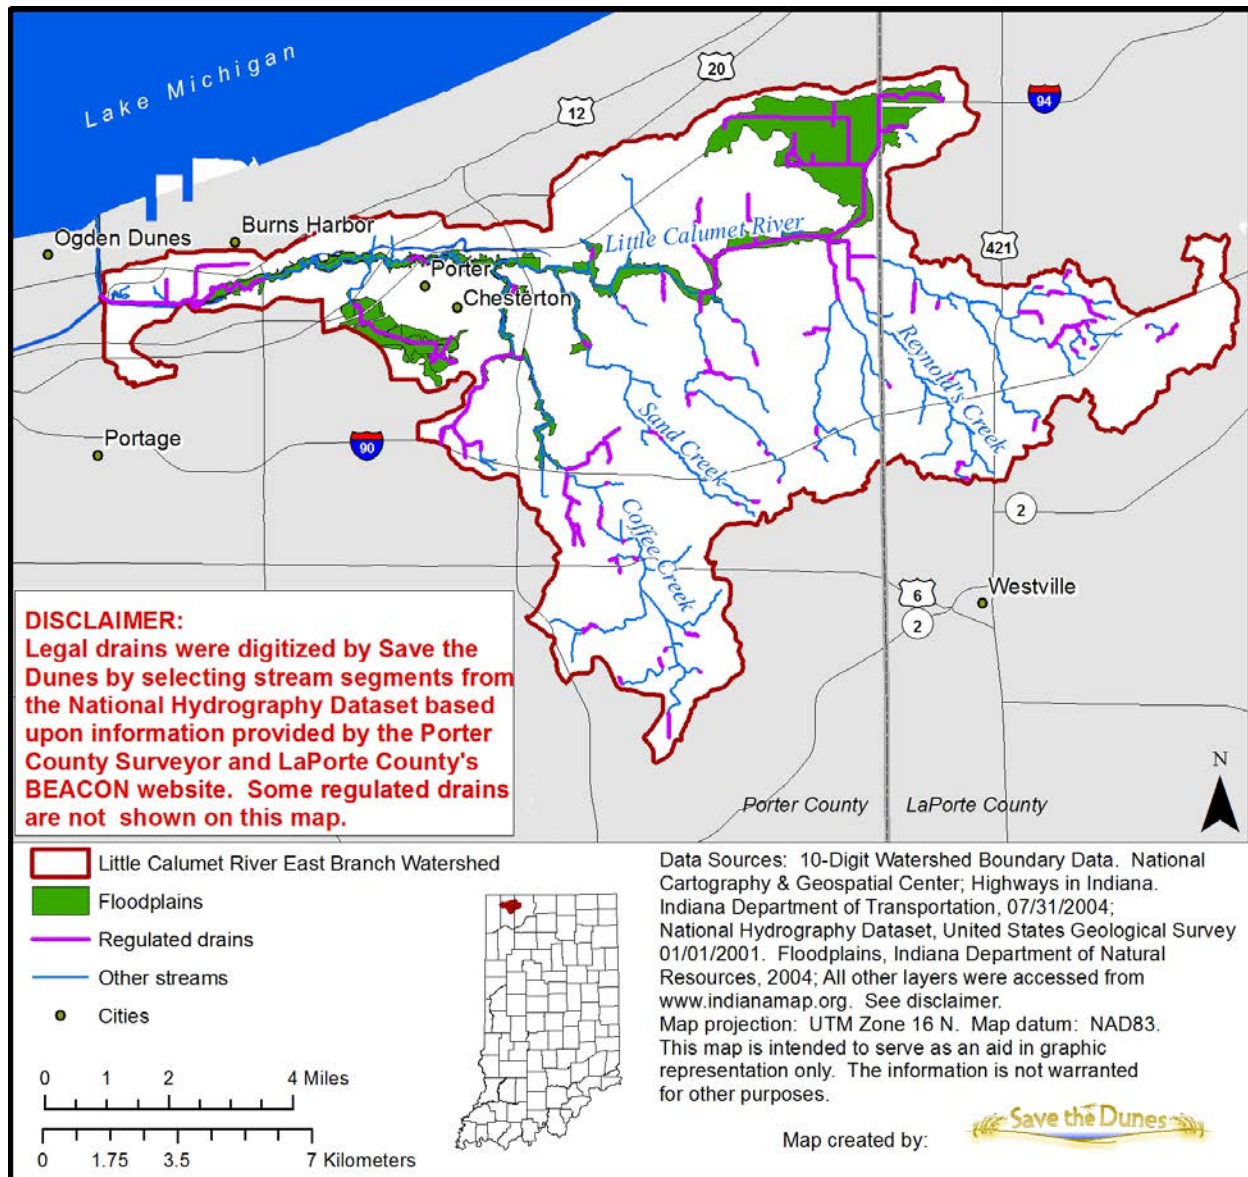 Lake Michigan
20
12
94
Ogden Dunes
Burns Harbor
Little Calumet River
421
Porter
Chesterton
Reynold's Creek
Sand Creek
Portage
90
Coffee Creek
2
6
Westville
2
DISCLAIMER:
Legal drains were digitized by Save the
Dunes by selecting stream segments from
the National Hydrography Dataset based
upon information provided by the Porter
County Surveyor and LaPorte County's
BEACON website.  Some regulated drains
are not  shown on this map.
Porter County
LaPorte County
N
Little Calumet River East Branch Watershed
Floodplains
Regulated drains
Other streams
Cities
0 1 2 4 Miles
0 1.75 3.5 7 Kilometers
Data Sources:  10-Digit Watershed Boundary Data.  National
Cartography & Geospatial Center; Highways in Indiana.
Indiana Department of Transportation, 07/31/2004;
National Hydrography Dataset, United States Geological Survey
01/01/2001.  Floodplains, Indiana Department of Natural
Resources, 2004; All other layers were accessed from
www.indianamap.org.  See disclaimer.
Map projection:  UTM Zone 16 N.  Map datum:  NAD83.
This map is intended to serve as an aid in graphic
representation only.  The information is not warranted
for other purposes.
Map created by:
Save the Dunes